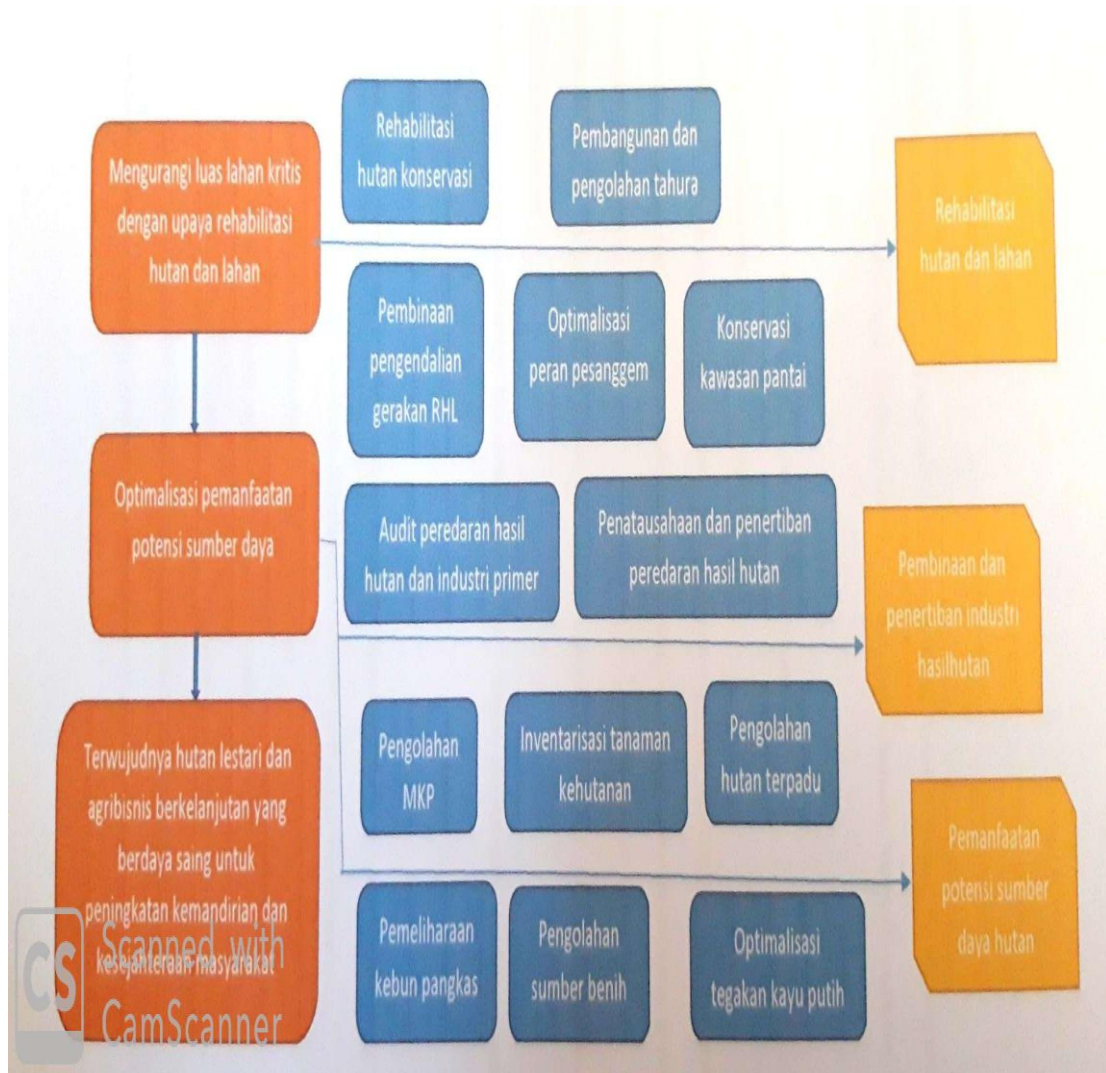 Mengurangi luas lahan kritis
dengan upaya rehabilitasi
hutan dan lahan
Rehabilitasi
hutan konservasi
Pembangunan dan
pengolahan tahura
Rehabilitasi
hutan dan lahan
Pembinaan
pengendalian
gerakan RHL
Optimalisasi
peran pesanggem
Konservasi
kawasan pantai
Optimalisasi pemanfaatan
potensi sumber daya
Audit peredaran hasil
hutan dan industri primer
Penatausahaan dan penertiban
peredaran hasil hutan
Pembinaan dan
penertiban industri
hasilhutan
Terwujudnya hutan lestari dan
agribisnis berkelanjutan yang
berdaya saing untuk
peningkatan kemandirian dan
kesejahteraan masyarakat
Pengolahan
MKP
Inventarisasi tanaman
kehutanan
Pengolahan
hutan terpadu
Pemanfaatan
potensi sumber
daya hutan
Pemeliharaan
kebun pangkas
Pengolahan
sumber benih
Optimalisasi
tegakan kayu putih
CS
Scanned with
CamScanner